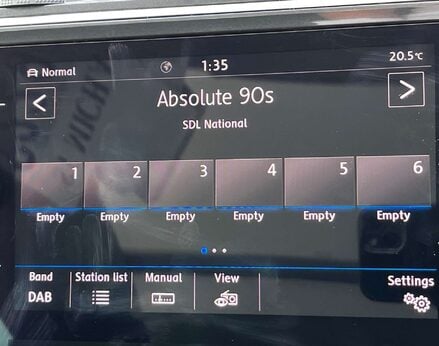 Normal 1:35 20.5°C
Absolute 90s
SDL National
1 2 3 4 5 6
Empty Empty Empty Empty Empty Empty
Band Station list Manual View Settings
DAB